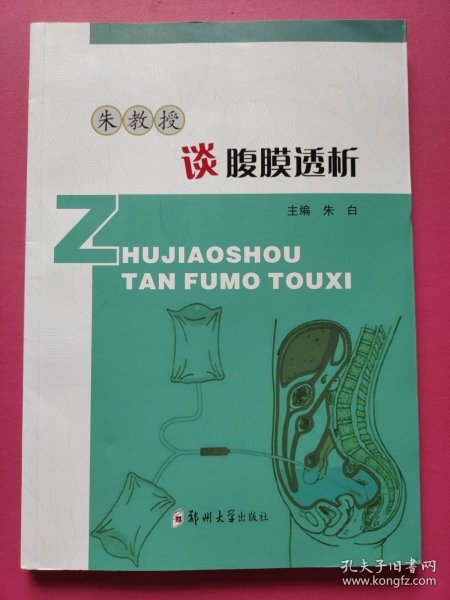 朱教授
谈腹膜透析
主编 朱 白
ZHUJIAOSHOU
TAN FUMO TOUXI
郑州大学出版社
孔夫子旧书网
www.kongfz.com